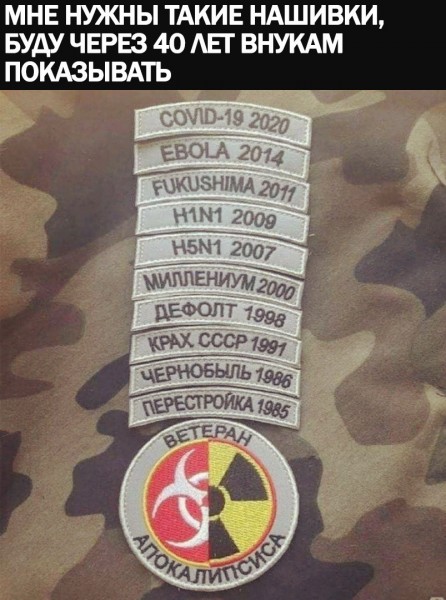 МНЕ НУЖНЫ ТАКИЕ НАШИВКИ,
БУДУ ЧЕРЕЗ 40 ЛЕТ ВНУКАМ
ПОКАЗЫВАТЬ
COVID-19 2020
EBOLA 2014
FUKUSHIMA 2011
H1N1 2009
H5N1 2007
МИЛЛЕНИУМ 2000
ДЕФОЛТ 1998
КРАХ СССР 1991
ЧЕРНОБЫЛЬ 1986
ПЕРЕСТРОЙКА 1985
ВЕТЕРАН
АПОКАЛИПСИСА